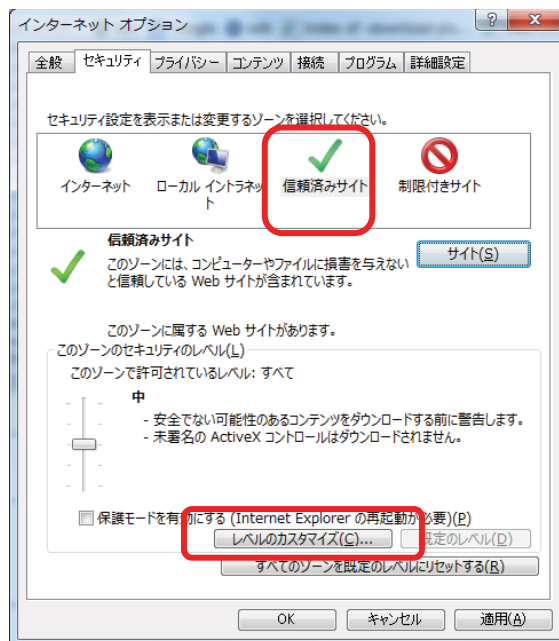 インターネット オプション
全般 セキュリティ プライバシー コンテンツ 接続 プログラム 詳細設定
セキュリティ設定を表示または変更するゾーンを選択してください。
インターネット ローカル イントラネッ 信頼済みサイト 制限付きサイト
ト
信頼済みサイト
サイト(S)
このゾーンには、コンピューターやファイルに損害を与えない
と信頼している Web サイトが含まれています。
このゾーンに属する Web サイトがあります。
このゾーンのセキュリティのレベル(L)
このゾーンで許可されているレベル: すべて
中
- 安全でない可能性のあるコンテンツをダウンロードする前に警告します。
- 未署名の ActiveX コントロールはダウンロードされません。
保護モードを有効にする (Internet Explorer の再起動が必要)(P)
レベルのカスタマイズ(C)... 既定のレベル(D)
すべてのゾーンを既定のレベルにリセットする(R)
OK キャンセル 適用(A)